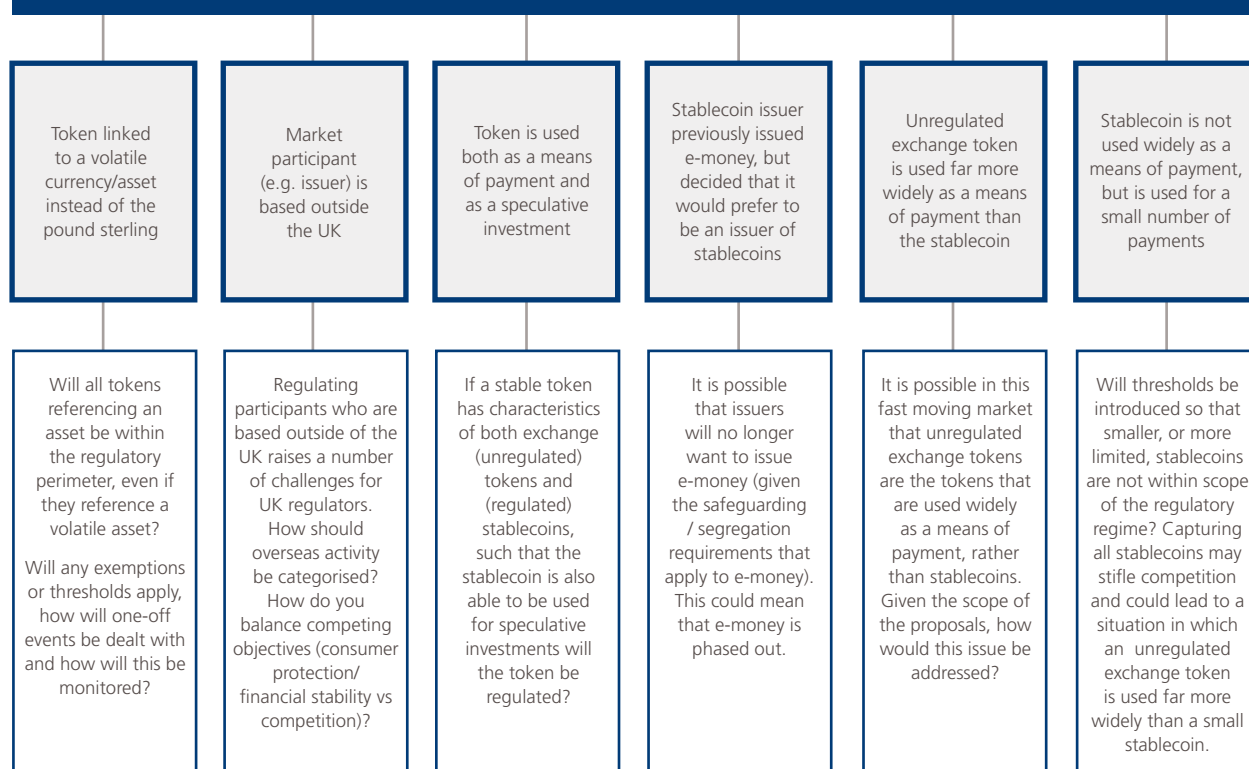 Token linked
to a volatile
currency/asset
instead of the
pound sterling
Market
participant
(e.g. issuer) is
based outside
the UK
Token is used
both as a means
of payment and
as a speculative
investment
Stablecoin issuer
previously issued
e-money, but
decided that it
would prefer to
be an issuer of
stablecoins
Unregulated
exchange token
is used far more
widely as a means
of payment than
the stablecoin
Stablecoin is not
used widely as a
means of payment,
but is used for a
small number of
payments
Will all tokens
referencing an
asset be within
the regulatory
perimeter, even if
they reference a
volatile asset?
Will any exemptions
or thresholds apply,
how will one-off
events be dealt with
and how will this be
monitored?
Regulating
participants who are
based outside of the
UK raises a number
of challenges for
UK regulators.
How should
overseas activity
be categorised?
How do you
balance competing
objectives (consumer
protection/
financial stability vs
competition)?
If a stable token
has characteristics
of both exchange
(unregulated)
tokens and
(regulated)
stablecoins,
such that the
stablecoin is also
able to be used
for speculative
investments will
the token be
regulated?
It is possible
that issuers
will no longer
want to issue
e-money (given
the safeguarding
/ segregation
requirements that
apply to e-money).
This could mean
that e-money is
phased out.
It is possible in this
fast moving market
that unregulated
exchange tokens
are the tokens that
are used widely
as a means of
payment, rather
than stablecoins.
Given the scope of
the proposals, how
would this issue be
addressed?
Will thresholds be
introduced so that
smaller, or more
limited, stablecoins
are not within scope
of the regulatory
regime? Capturing
all stablecoins may
stifle competition
and could lead to a
situation in which
an unregulated
exchange token
is used far more
widely than a small
stablecoin.